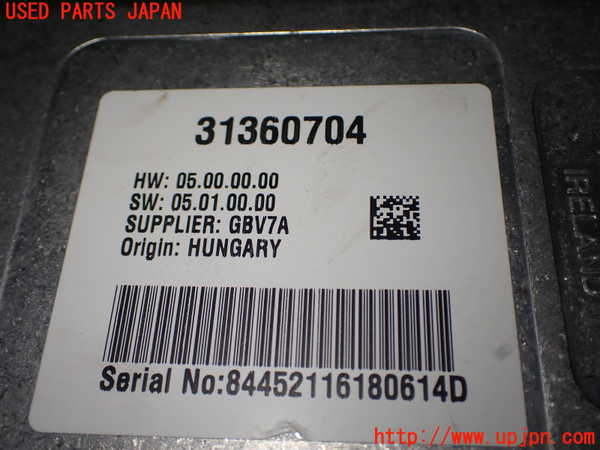 USED PARTS JAPAN
31360704
HW: 05.00.00.00
SW: 05.01.00.00
SUPPLIER: GBV7A
Origin: HUNGARY
IRELAND
Serial No:84452116180614D
http://www.upjpn.com/